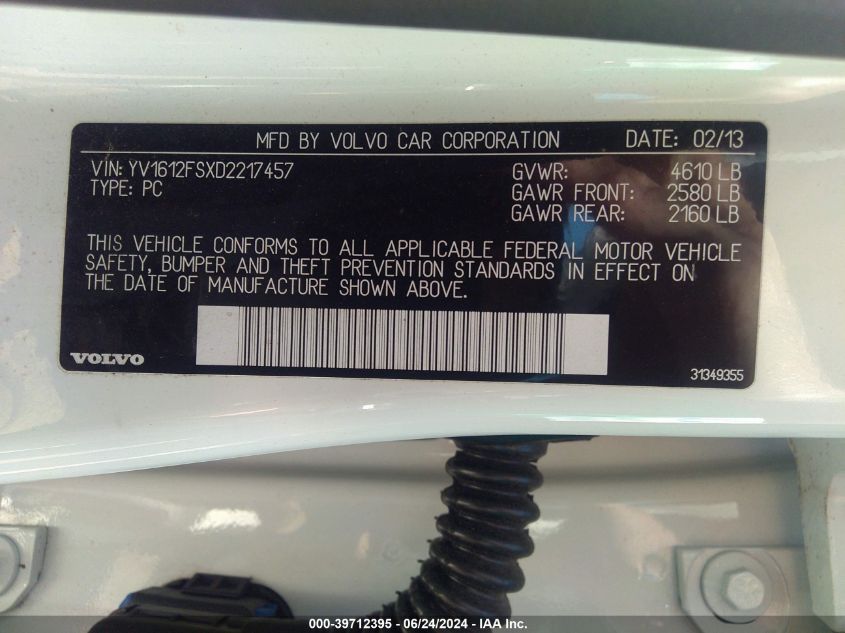 MFD BY VOLVO CAR CORPORATION DATE: 02/13
VIN: YV1612FSXD2217457 GVWR: 4610 LB
TYPE: PC GAWR FRONT: 2580 LB
GAWR REAR: 2160 LB
THIS VEHICLE CONFORMS TO ALL APPLICABLE FEDERAL MOTOR VEHICLE
SAFETY, BUMPER AND THEFT PREVENTION STANDARDS IN EFFECT ON
THE DATE OF MANUFACTURE SHOWN ABOVE.
VOLVO 31349355
000-39712395 - 06/24/2024 - IAA, Inc.